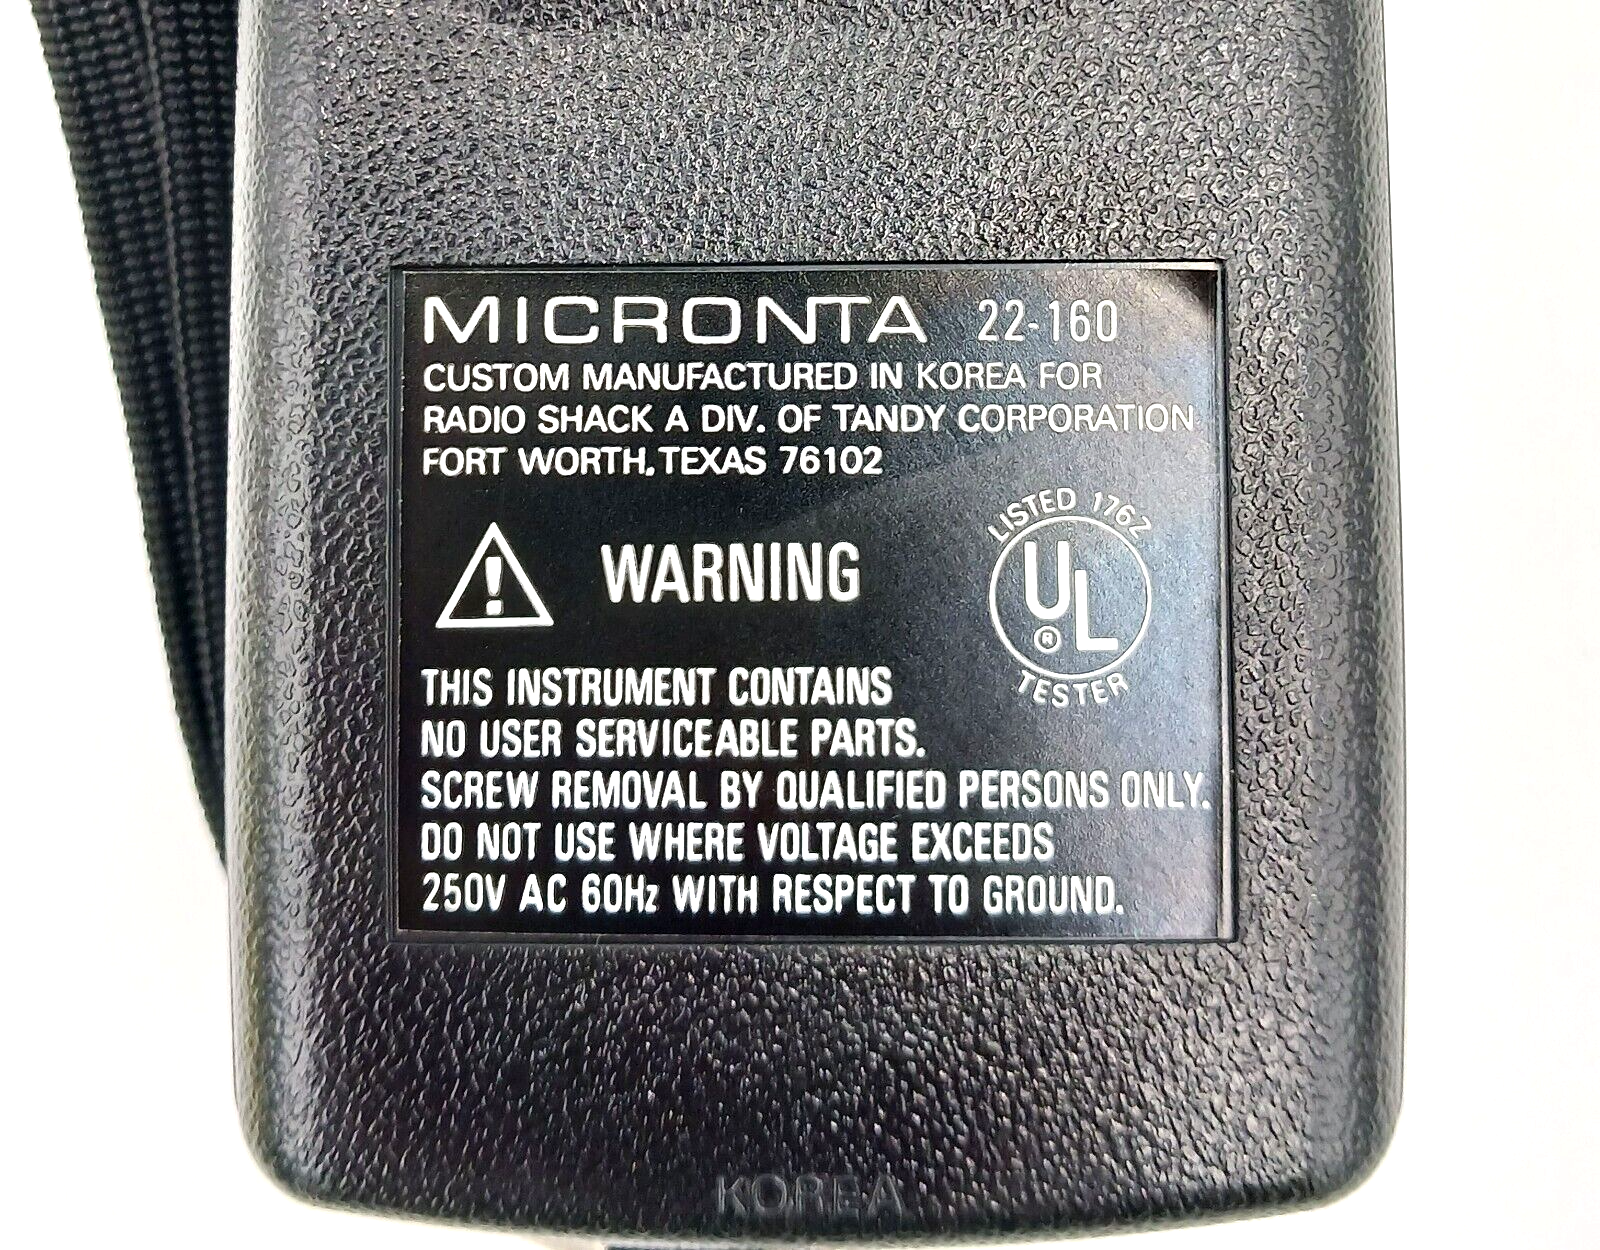 MICRONTA 22-160
CUSTOM MANUFACTURED IN KOREA FOR
RADIO SHACK A DIV. OF TANDY CORPORATION
FORT WORTH, TEXAS 76102
LISTED 1762
UL
®
TESTER
! WARNING
THIS INSTRUMENT CONTAINS
NO USER SERVICEABLE PARTS.
SCREW REMOVAL BY QUALIFIED PERSONS ONLY.
DO NOT USE WHERE VOLTAGE EXCEEDS
250V AC 60Hz WITH RESPECT TO GROUND.
KOREA